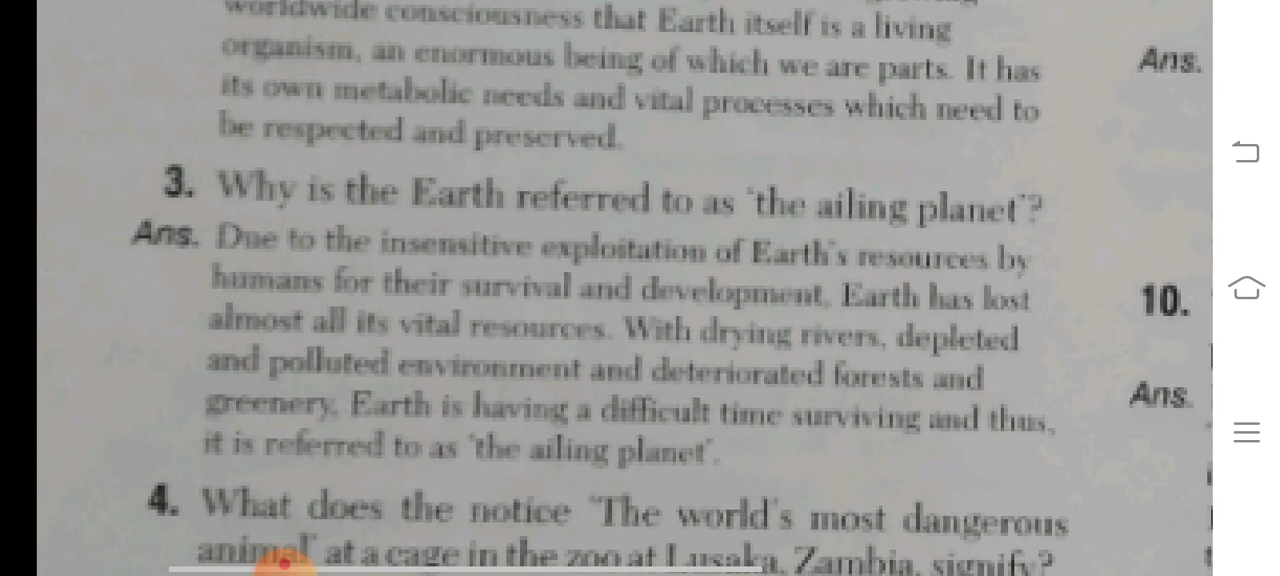 worldwide consciousness that Earth itself is a living
organism, an enormous being of which we are parts. It has
its own metabolic needs and vital processes which need to
be respected and preserved.
3. Why is the Earth referred to as 'the ailing planet'?
Ans. Due to the insensitive exploitation of Earth's resources by
humans for their survival and development, Earth has lost
almost all its vital resources. With drying rivers, depleted
and polluted environment and deteriorated forests and
greenery, Earth is having a difficult time surviving and thus,
it is referred to as 'the ailing planet'.
4. What does the notice 'The world's most dangerous
animal' at a cage in the zoo at Lusaka, Zambia, signify?
Ans.
10.
Ans.